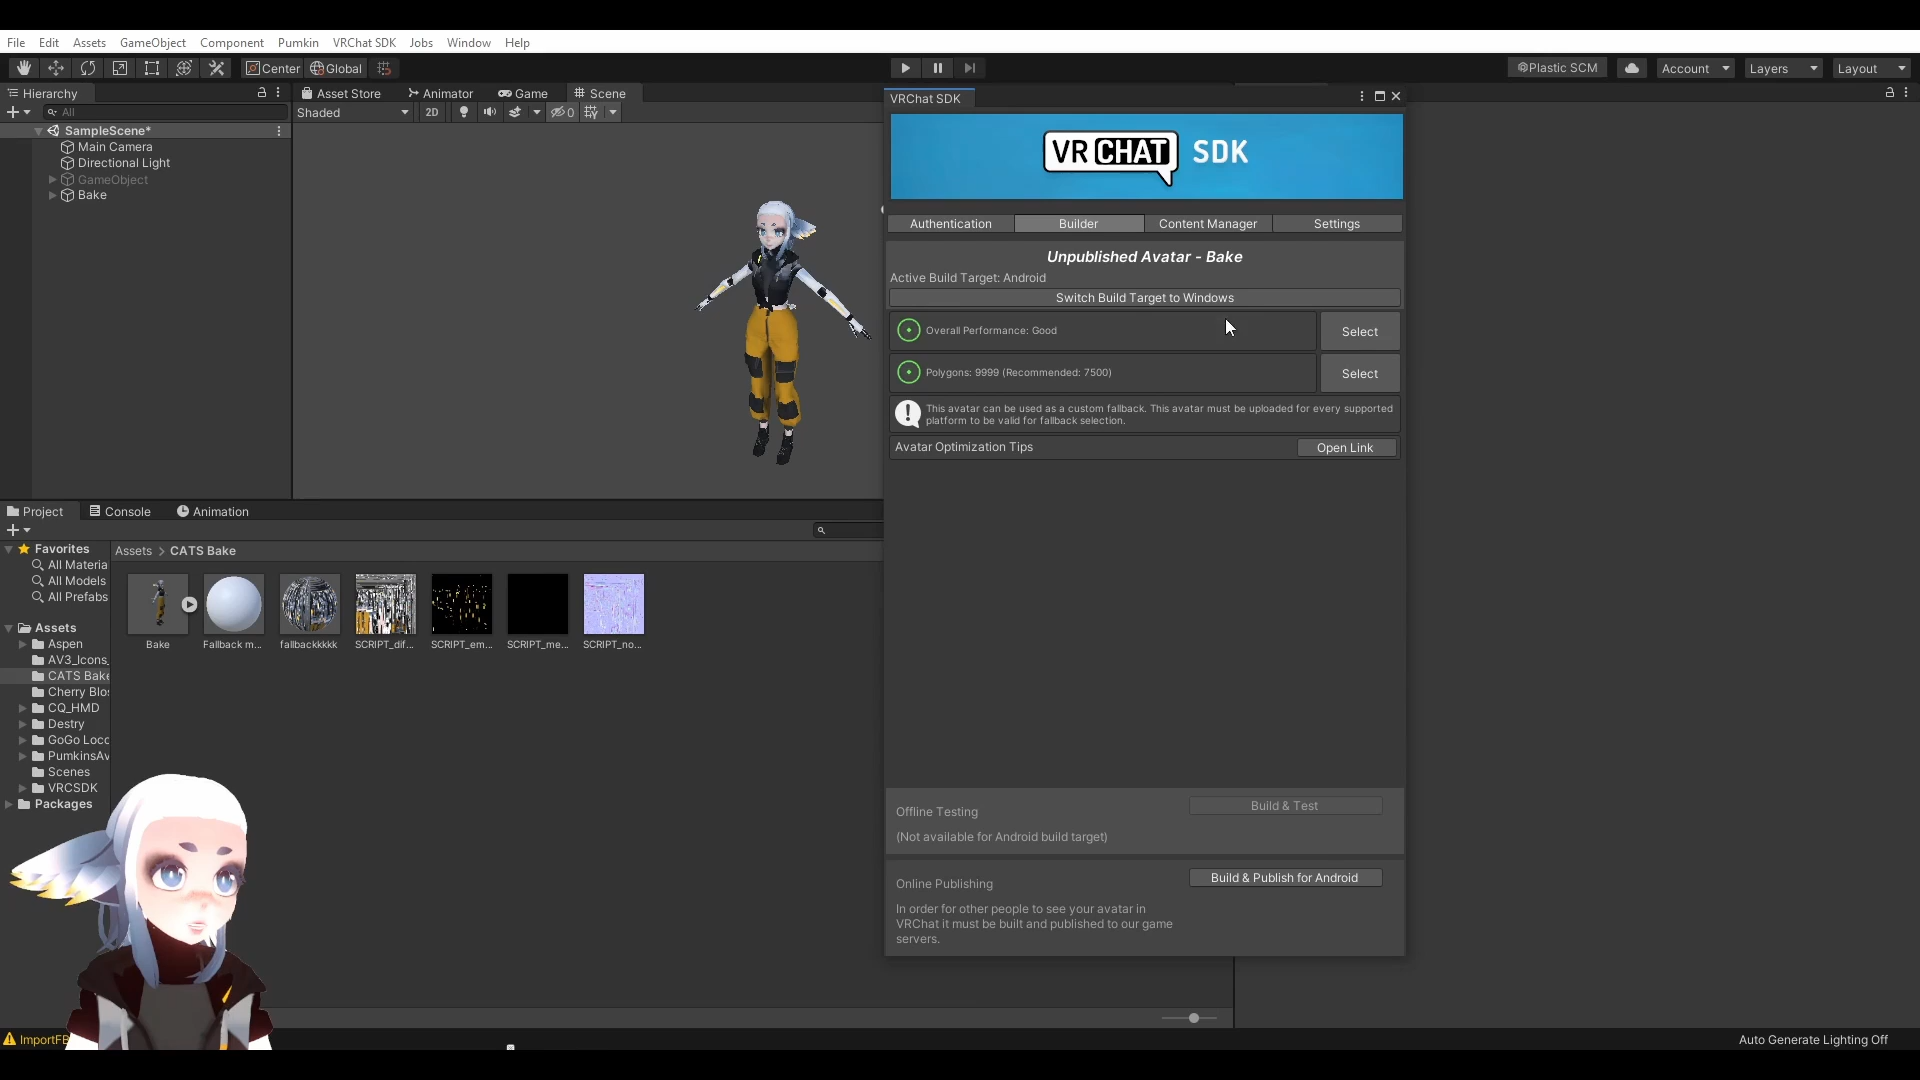 File Edit Assets GameObject Component Pumkin VRChat SDK Jobs Window Help
Center Global
Plastic SCM
Account
Layers
Layout
Hierarchy
All
SampleScene*
Main Camera
Directional Light
GameObject
Bake
Asset Store
Animator
Game
Scene
Shaded
2D
0
VRChat SDK
VRCHAT SDK
Authentication
Builder
Content Manager
Settings
Unpublished Avatar - Bake
Active Build Target: Android
Switch Build Target to Windows
Overall Performance: Good
Select
Polygons: 9999 (Recommended: 7500)
Select
This avatar can be used as a custom fallback. This avatar must be uploaded for every supported
platform to be valid for fallback selection.
Avatar Optimization Tips
Open Link
Offline Testing
Build & Test
(Not available for Android build target)
Online Publishing
Build & Publish for Android
In order for other people to see your avatar in
VRChat it must be built and published to our game
servers.
Project
Console
Animation
Favorites
All Materia
All Models
All Prefabs
Assets
Aspen
AV3_Icons_
CATS Bake
Cherry Blos
CQ_HMD
Destry
GoGo Loco
PumkinsAv
Scenes
VRCSDK
Packages
Assets > CATS Bake
Bake
Fallback m...
fallbackkkkk
SCRIPT_dif...
SCRIPT_em...
SCRIPT_me...
SCRIPT_no...
ImportFB
Auto Generate Lighting Off